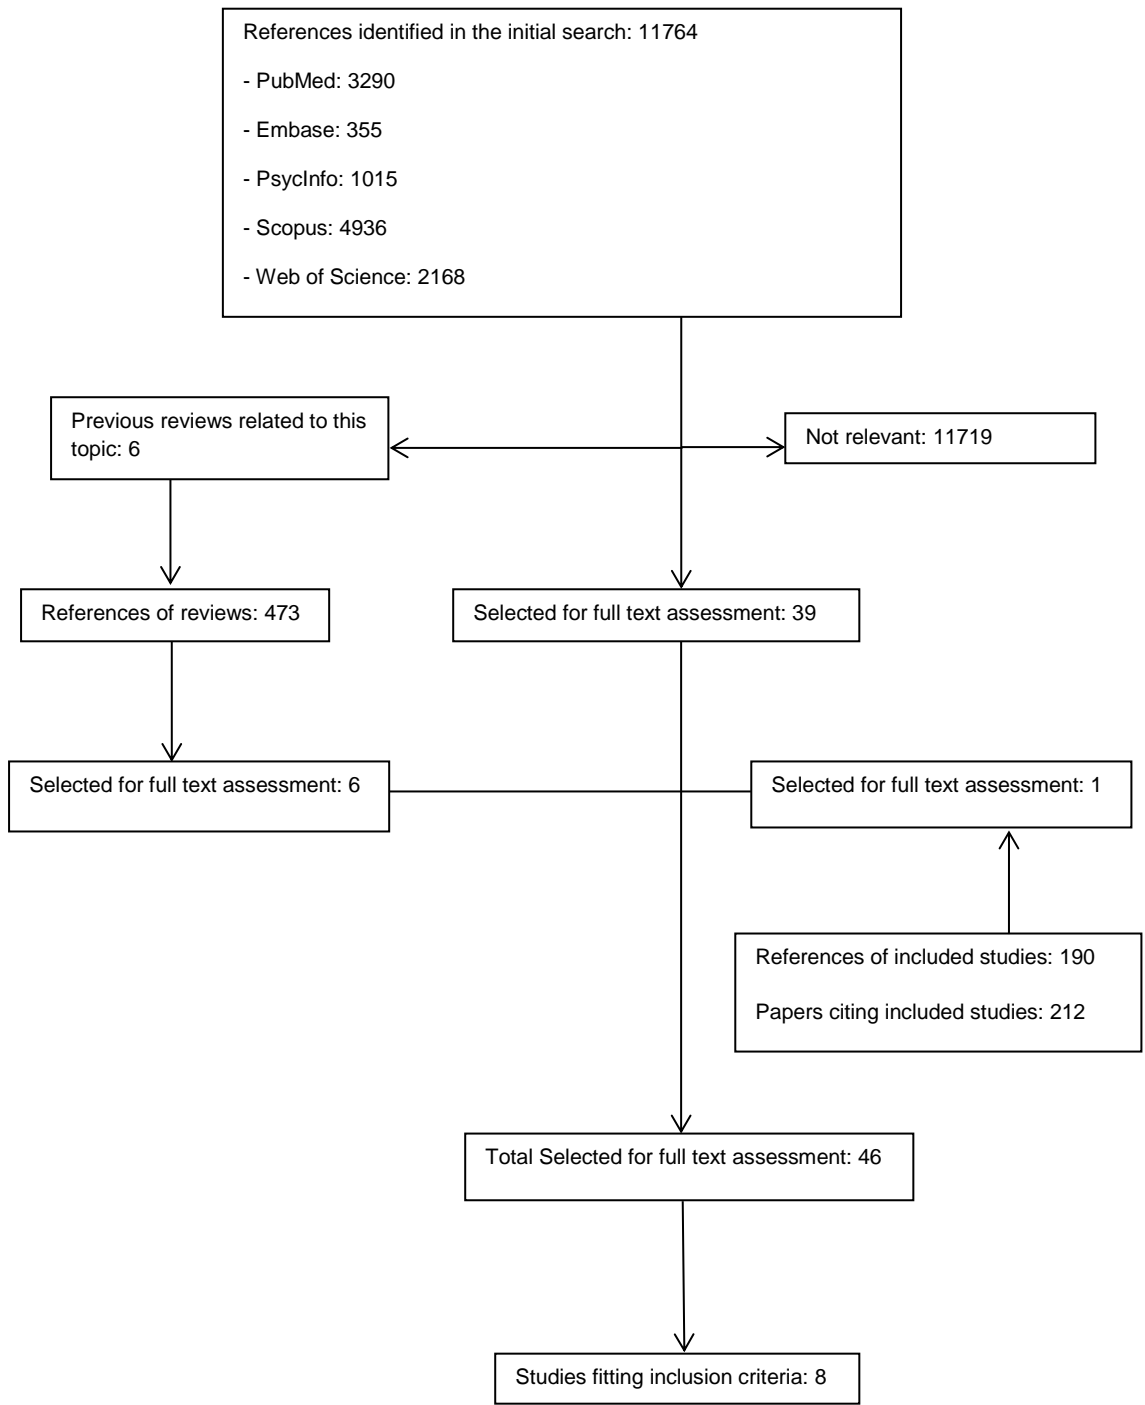 References identified in the initial search: 11764
- PubMed: 3290
- Embase: 355
- PsycInfo: 1015
- Scopus: 4936
- Web of Science: 2168
Previous reviews related to this
topic: 6
Not relevant: 11719
References of reviews: 473
Selected for full text assessment: 39
Selected for full text assessment: 6
Selected for full text assessment: 1
References of included studies: 190
Papers citing included studies: 212
Total Selected for full text assessment: 46
Studies fitting inclusion criteria: 8